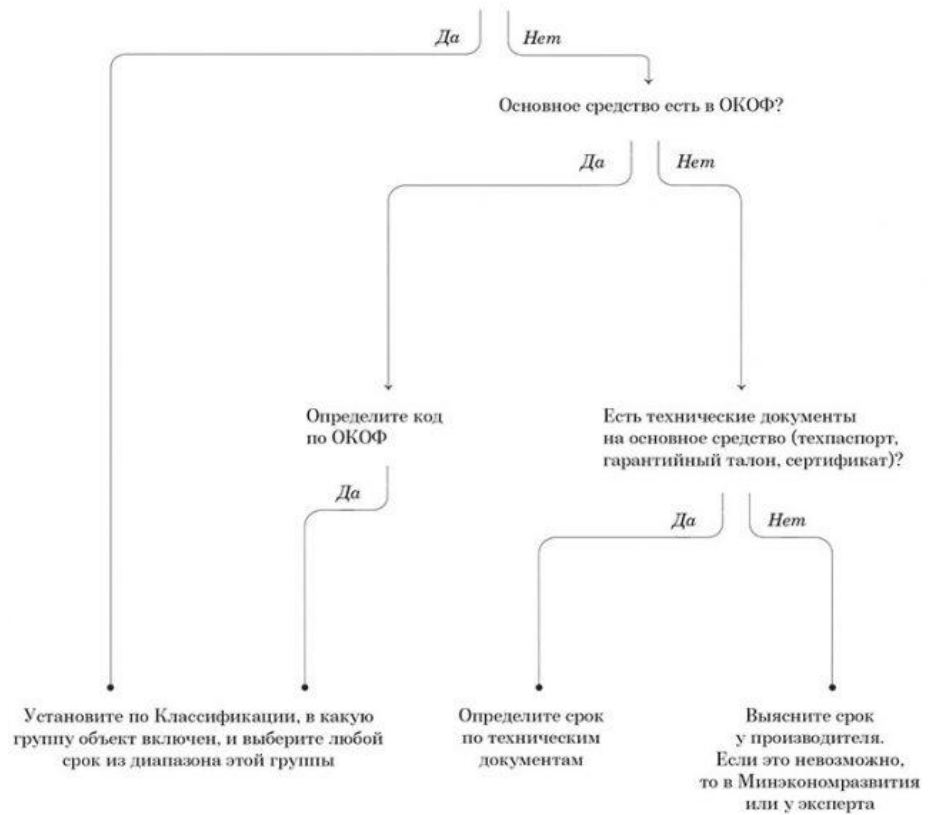 Да
Нет
Основное средство есть в ОКОФ?
Да
Нет
Определите код
по ОКОФ
Есть технические документы
на основное средство (техпаспорт,
гарантийный талон, сертификат)?
Да
Да
Нет
Установите по Классификации, в какую
группу объект включен, и выберите любой
срок из диапазона этой группы
Определите срок
по техническим
документам
Выясните срок
у производителя.
Если это невозможно,
то в Минэкономразвития
или у эксперта